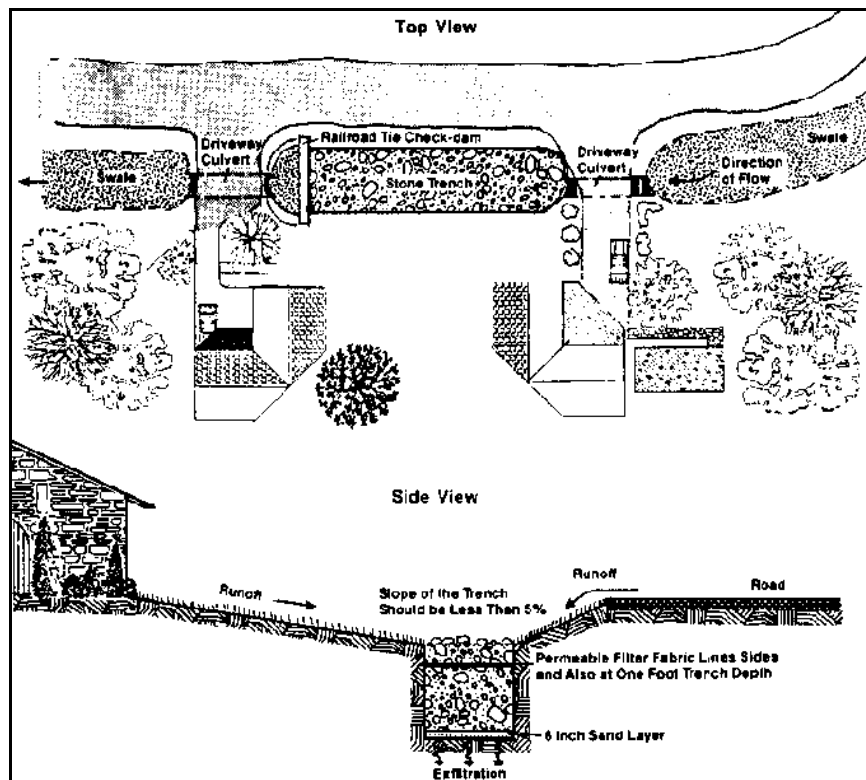 Top View
Railroad Tie Check-dam
Driveway
Culvert
Driveway
Culvert
Swale
Direction
of Flow
Swale
Stone Trench
Side View
Runoff
Slope of the Trench
Should be Less Than 5%
Runoff
Road
Permeable Filter Fabric Lines Sides
and Also at One Foot Trench Depth
6 Inch Sand Layer
Exfiltration